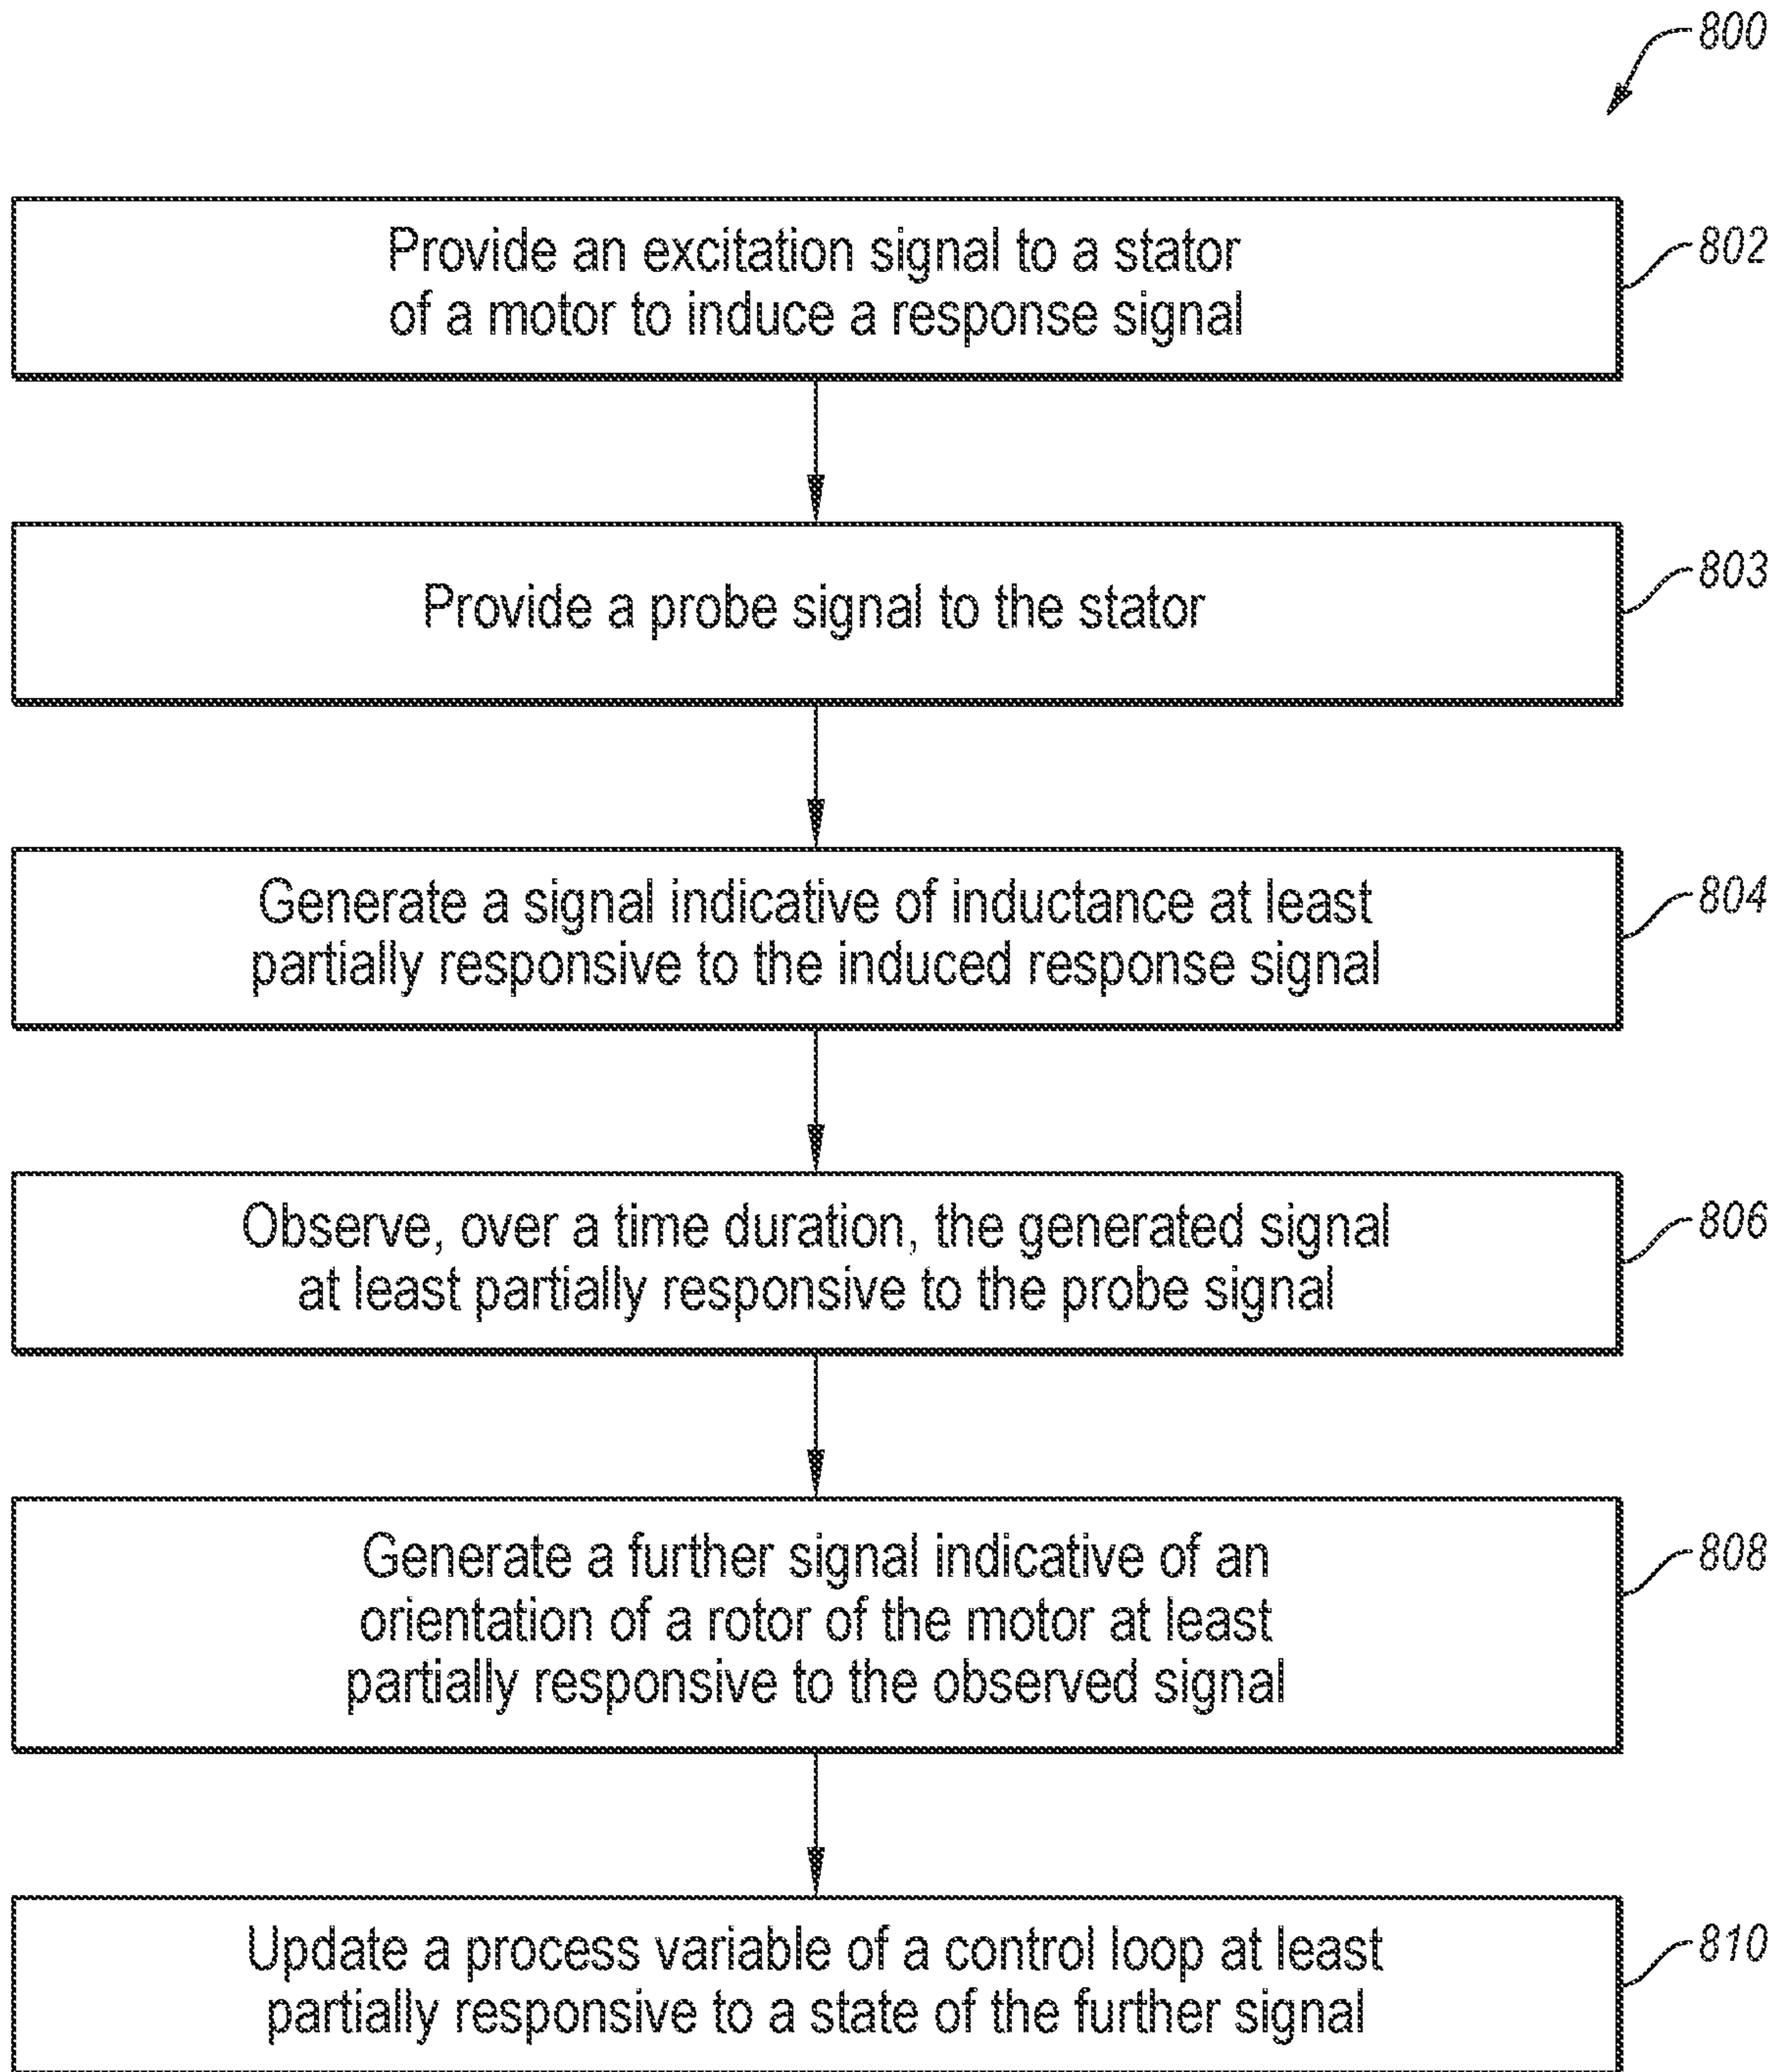 800
Provide an excitation signal to a stator
of a motor to induce a response signal
802
Provide a probe signal to the stator
803
Generate a signal indicative of inductance at least
partially responsive to the induced response signal
804
Observe, over a time duration, the generated signal
at least partially responsive to the probe signal
806
Generate a further signal indicative of an
orientation of a rotor of the motor at least
partially responsive to the observed signal
808
Update a process variable of a control loop at least
partially responsive to a state of the further signal
810